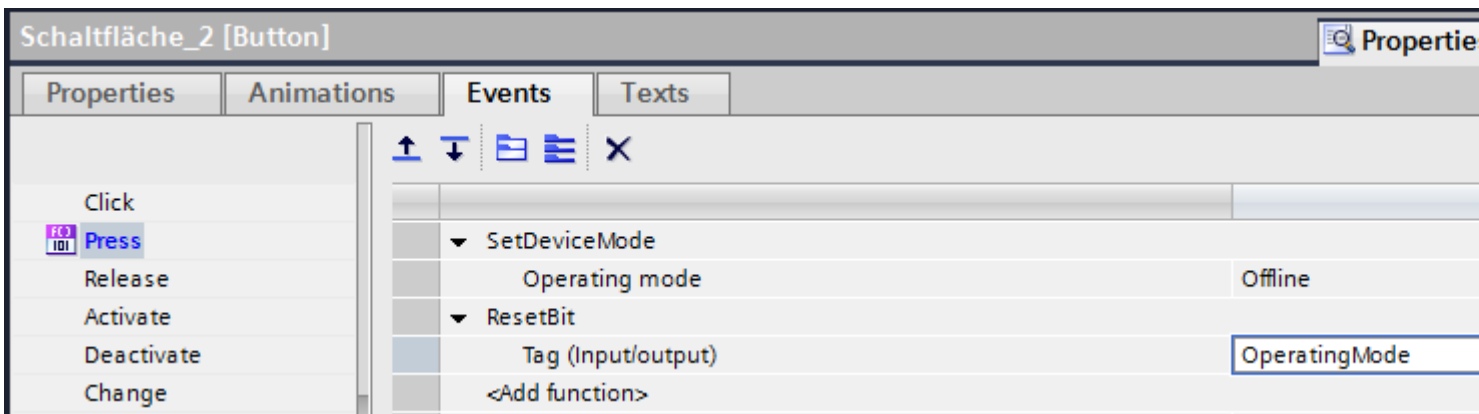 Schaltfläche_2 [Button]
Propertie
Properties Animations Events Texts
Click
F() 101 Press SetDeviceMode
Release Operating mode Offline
Activate ResetBit
Deactivate Tag (Input/output) OperatingMode
Change <Add function>